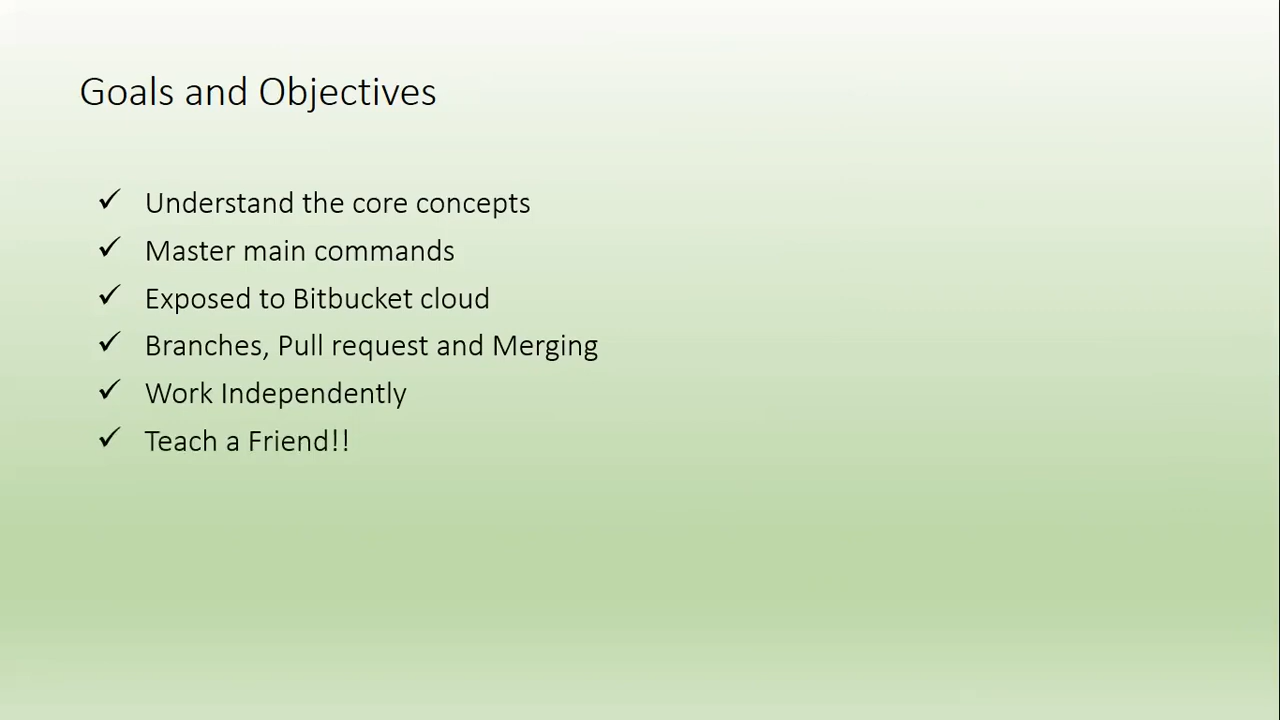 Goals and Objectives
✓ Understand the core concepts
✓ Master main commands
✓ Exposed to Bitbucket cloud
✓ Branches, Pull request and Merging
✓ Work Independently
✓ Teach a Friend!!